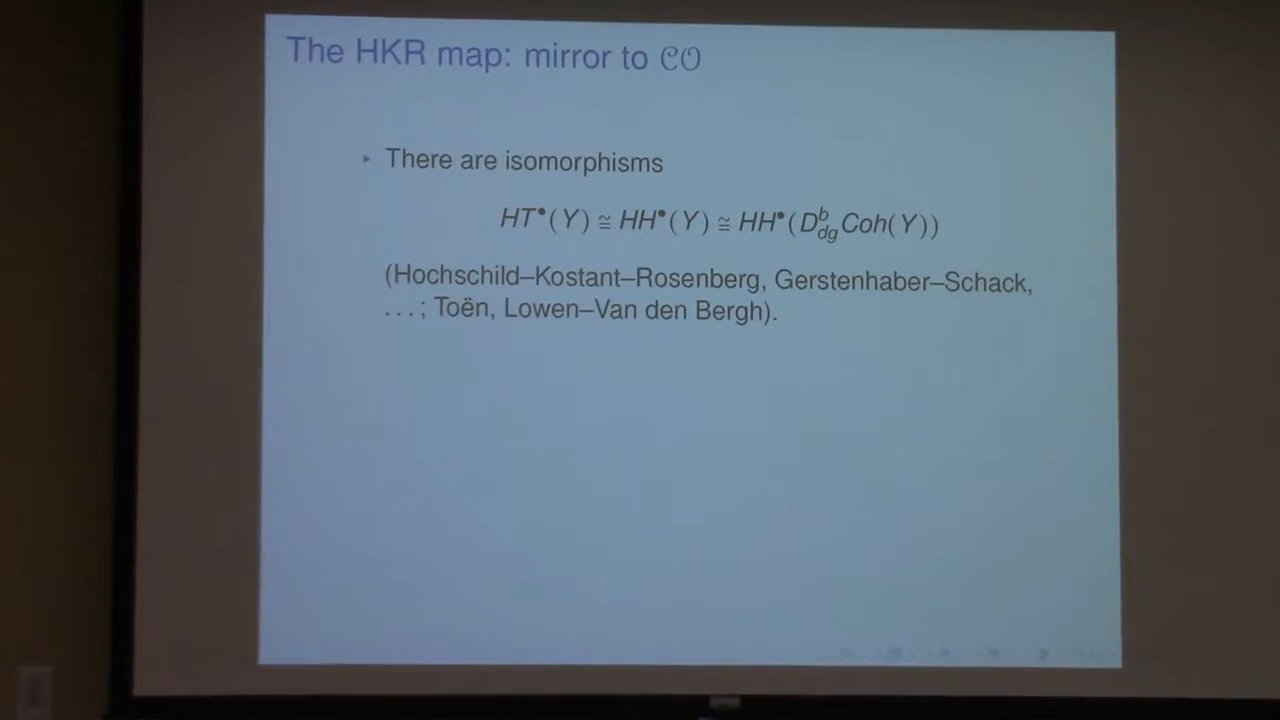 The HKR map: mirror to 𝒞𝒪
▸ There are isomorphisms
HT•(Y) ≅ HH•(Y) ≅ HH•(D^b_dg Coh(Y))
(Hochschild–Kostant–Rosenberg, Gerstenhaber–Schack,
...; Toën, Lowen–Van den Bergh).